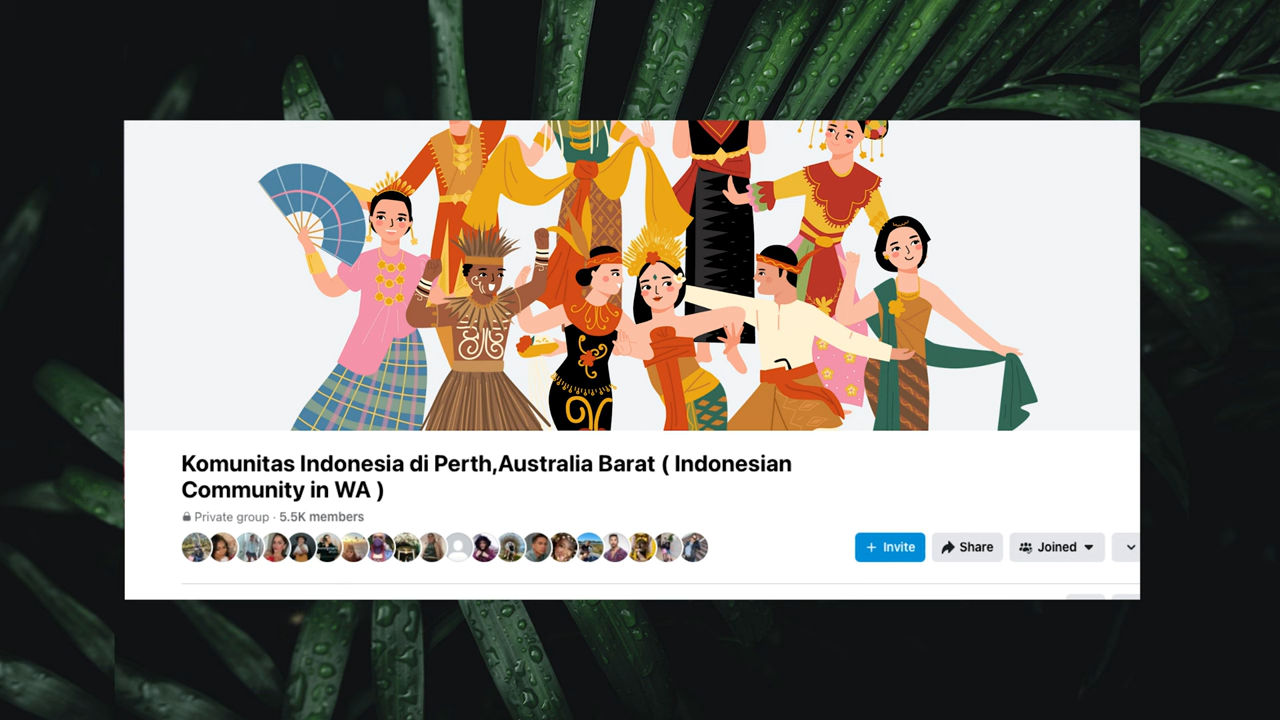 Komunitas Indonesia di Perth,Australia Barat ( Indonesian
Community in WA )
Private group · 5.5K members
+ Invite
Share
Joined